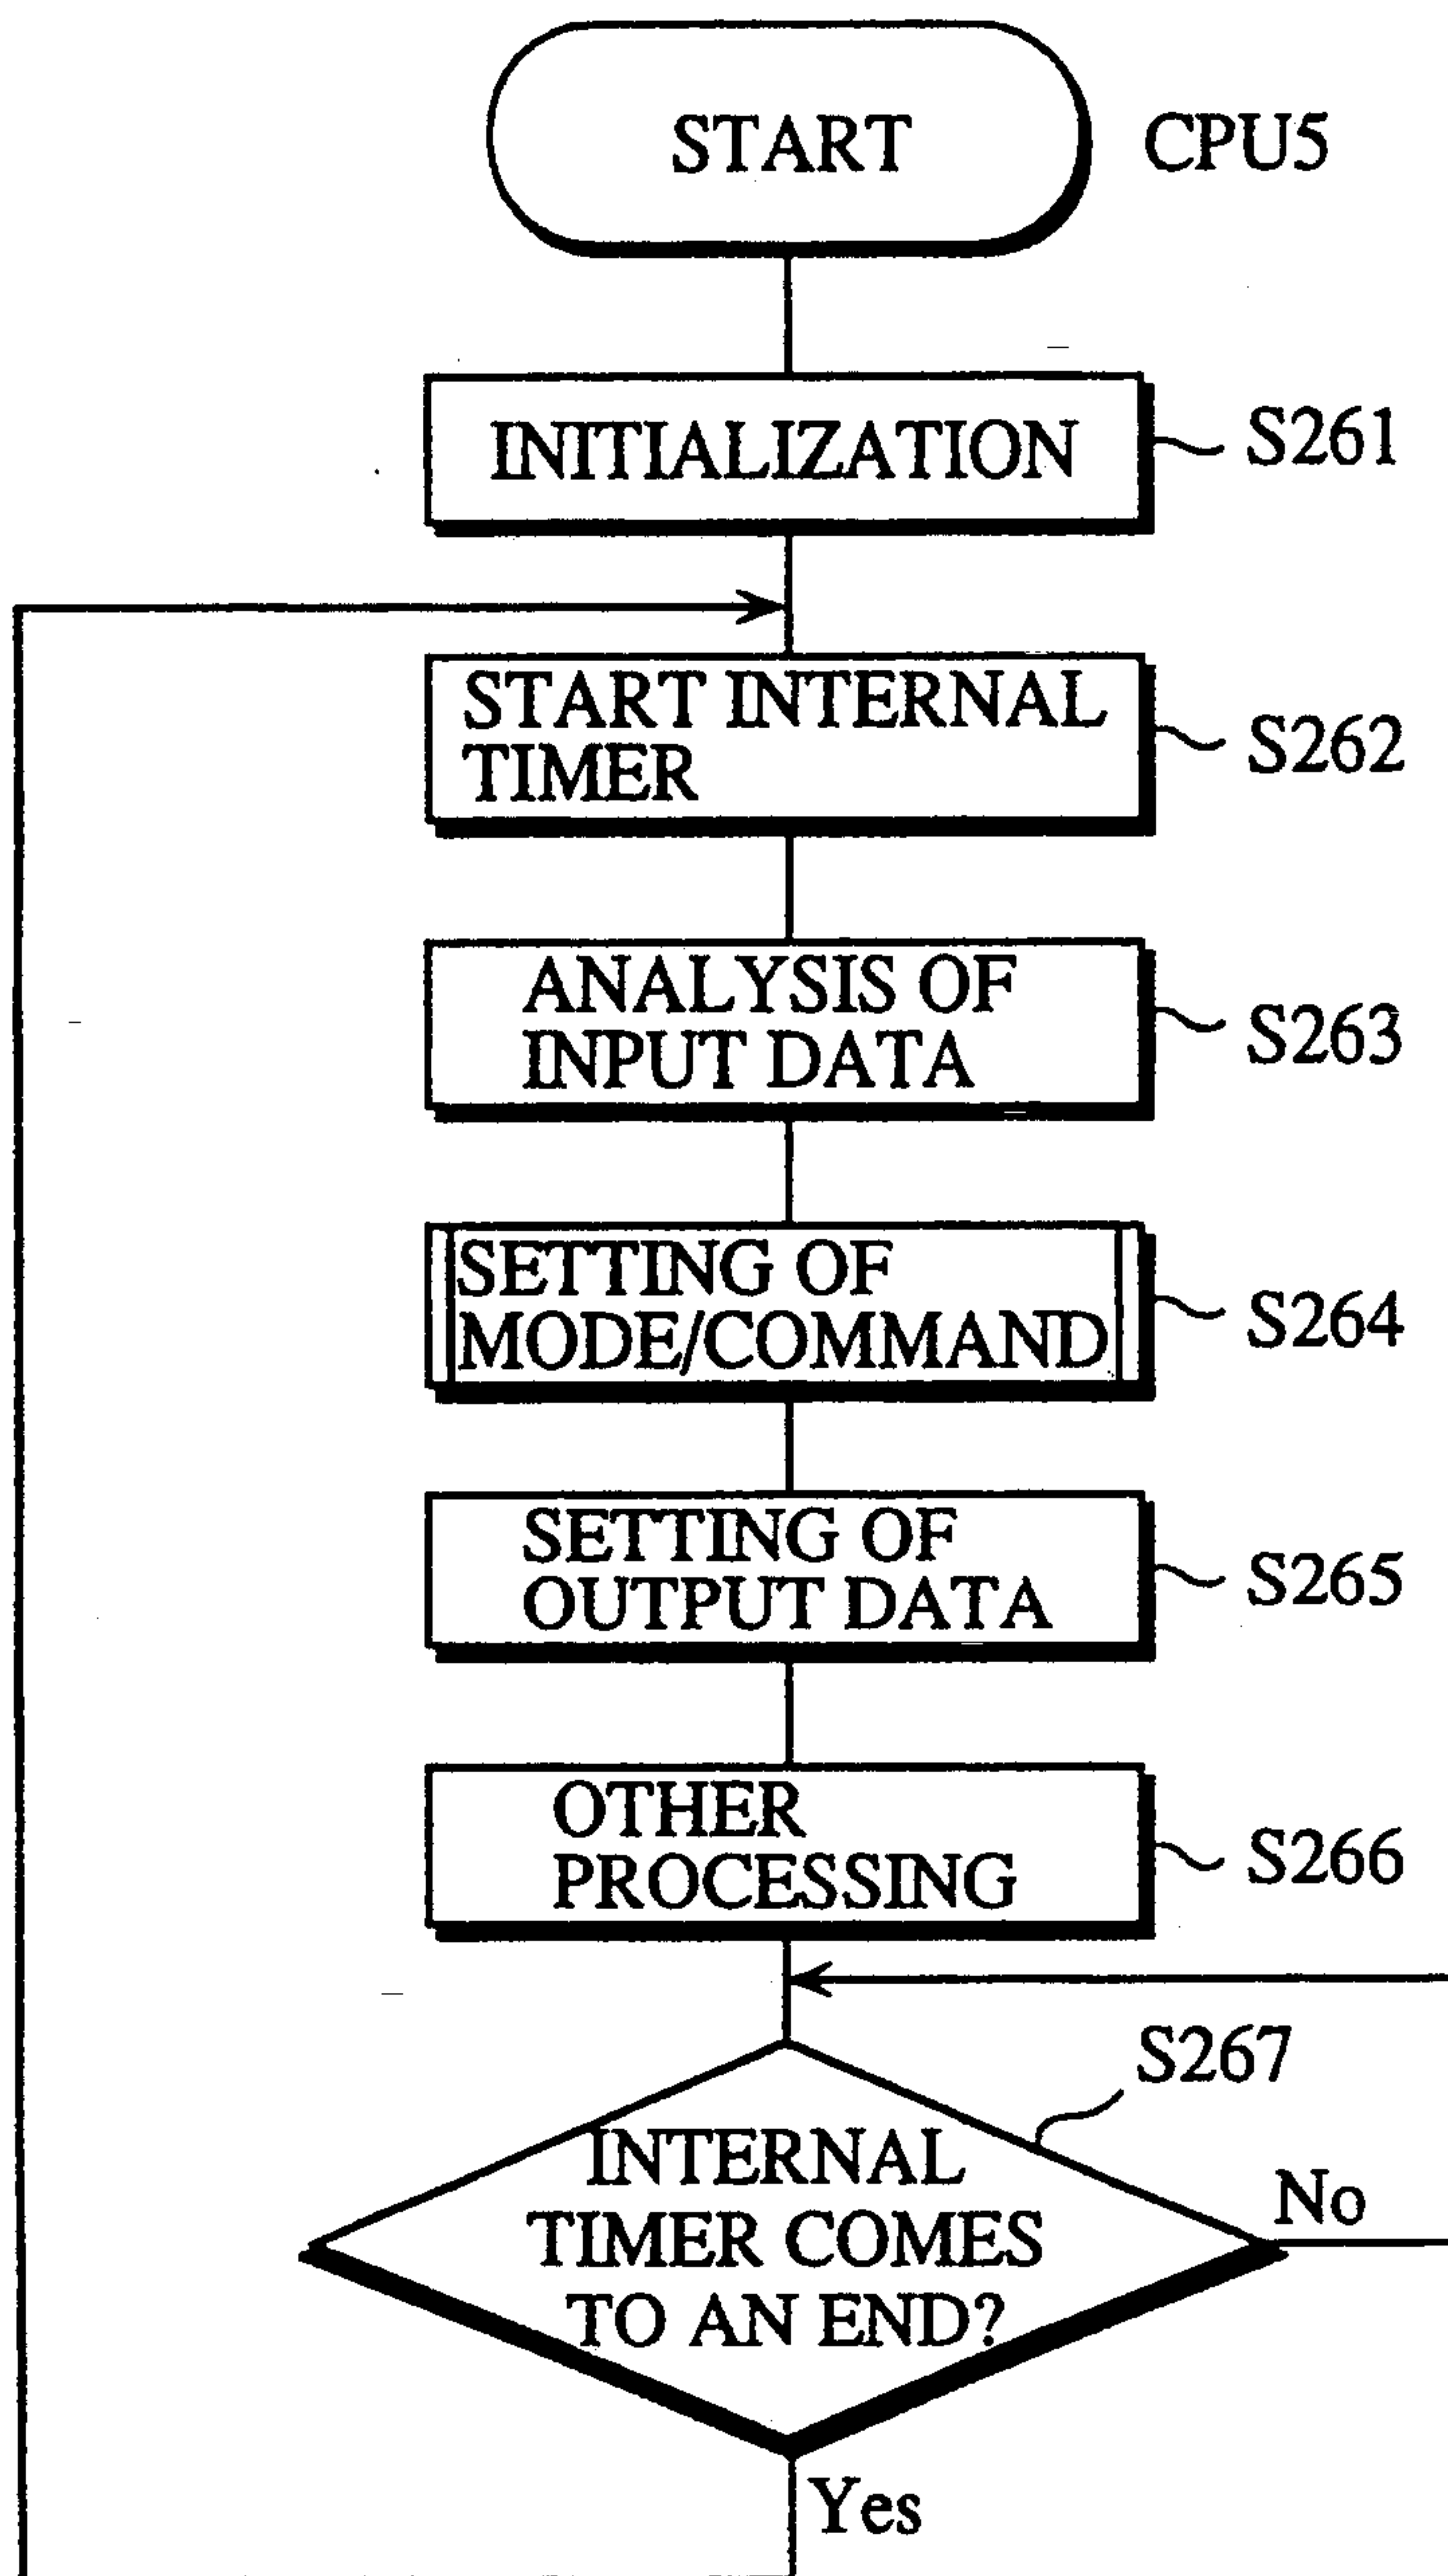 START
CPU5
INITIALIZATION
S261
START INTERNAL
TIMER
S262
ANALYSIS OF
INPUT DATA
S263
SETTING OF
MODE/COMMAND
S264
SETTING OF
OUTPUT DATA
S265
OTHER
PROCESSING
S266
S267
INTERNAL
TIMER COMES
TO AN END?
No
Yes